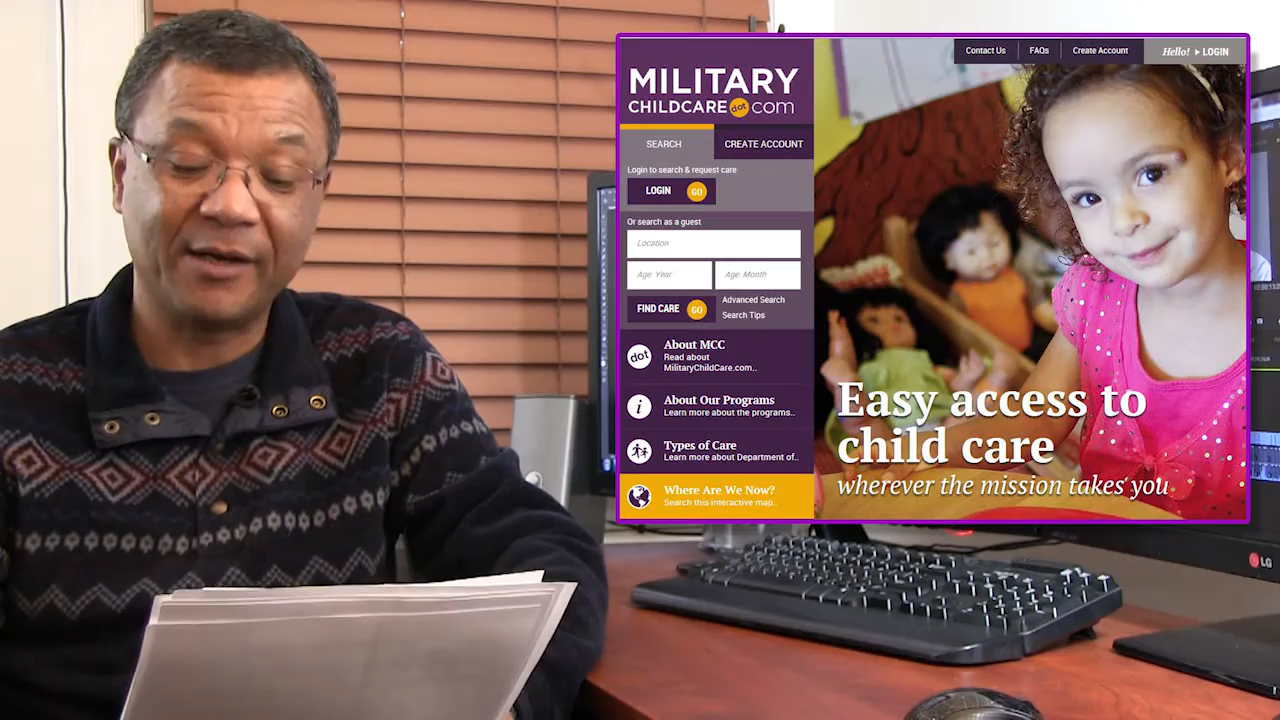 Contact Us
FAQs
Create Account
Hello! LOGIN
MILITARY
CHILDCARE dot com
SEARCH
CREATE ACCOUNT
Login to search & request care
LOGIN GO
Or search as a guest
Location
Age: Year
Age: Month
FIND CARE GO
Advanced Search
Search Tips
dot
About MCC
Read about
MilitaryChildCare.com..
i
About Our Programs
Learn more about the programs..
Types of Care
Learn more about Department of..
Where Are We Now?
Search this interactive map..
Easy access to
child care
wherever the mission takes you
LG